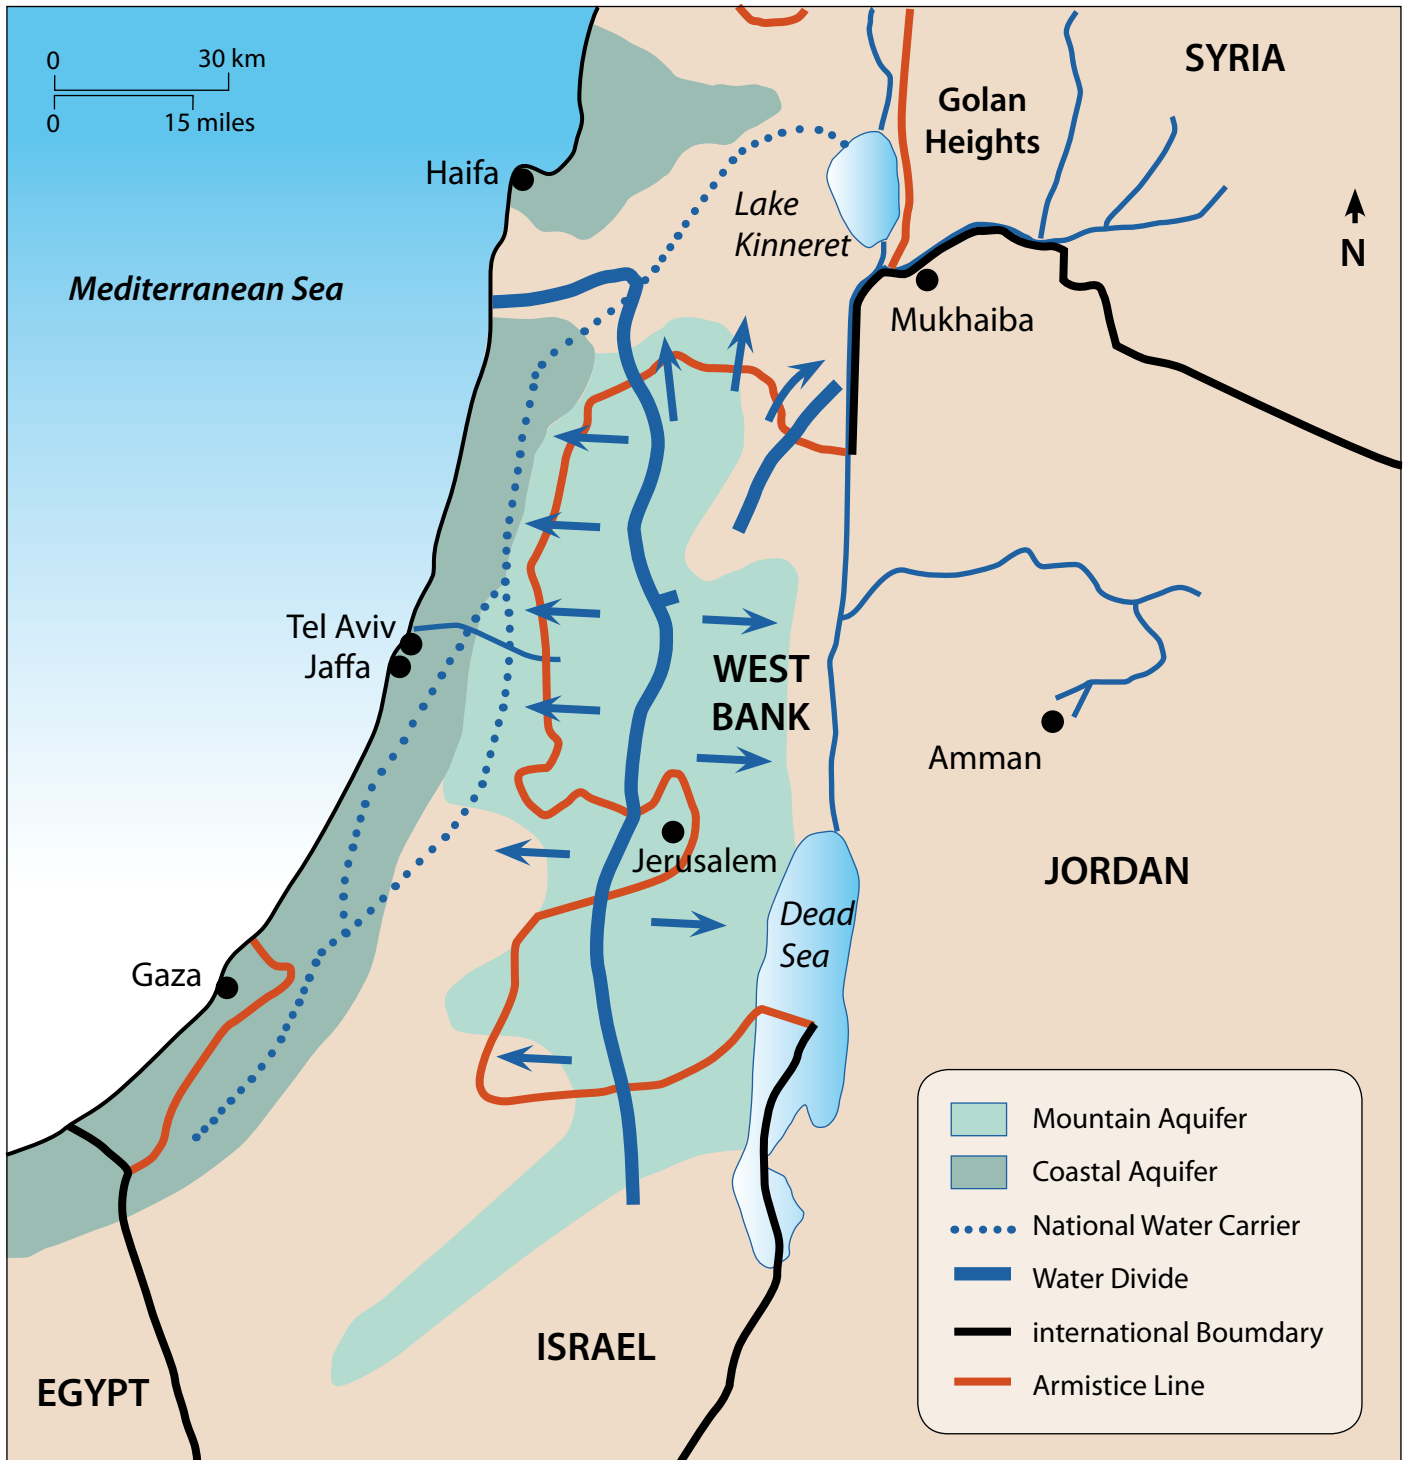 0
30 km
0
15 miles
SYRIA
Golan
Heights
Haifa
Lake
Kinneret
N
Mediterranean Sea
Mukhaiba
Tel Aviv
Jaffa
WEST
BANK
Amman
Jerusalem
JORDAN
Dead
Sea
Gaza
Mountain Aquifer
Coastal Aquifer
National Water Carrier
Water Divide
international Boumdary
Armistice Line
ISRAEL
EGYPT